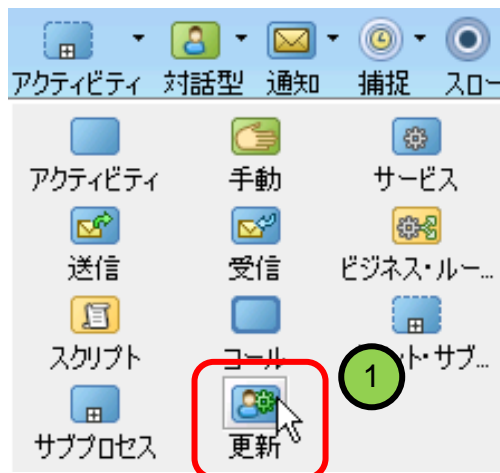 アクティビティ 対話型 通知 捕捉 スロー
アクティビティ 手動 サービス
送信 受信 ビジネス・ルー...
スクリプト コール ト・サブ...
1
サブプロセス 更新